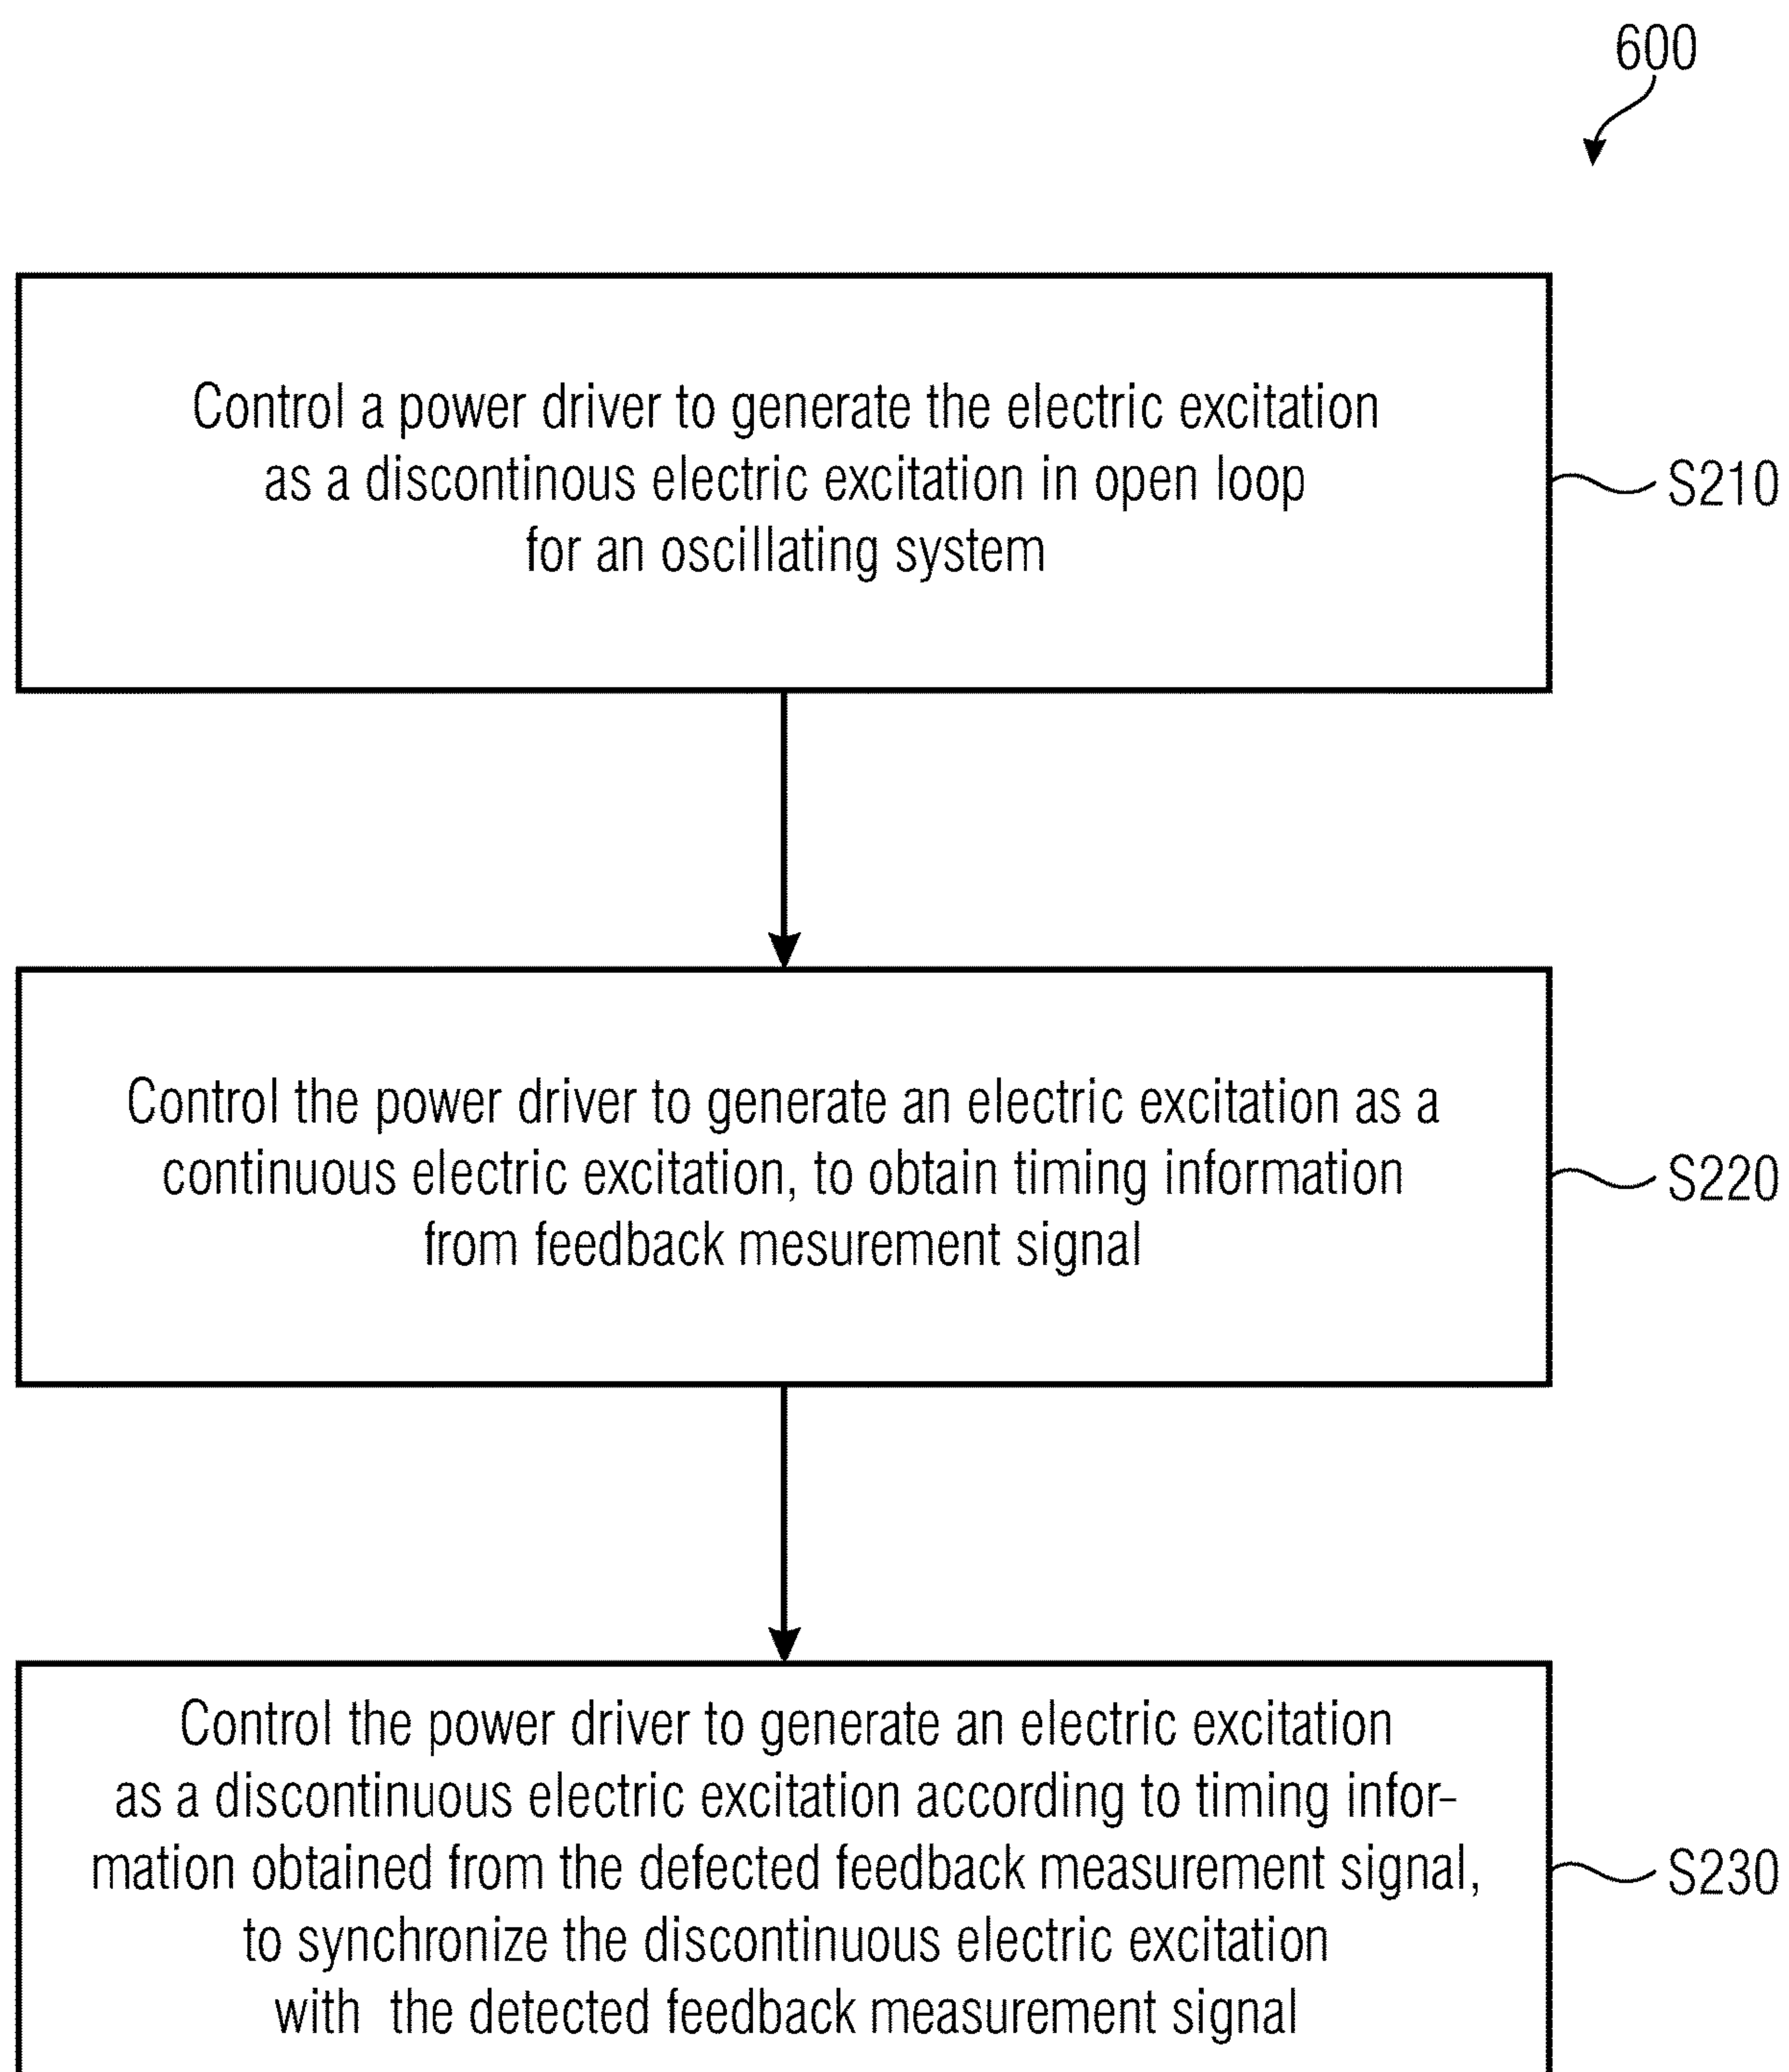 600
Control a power driver to generate the electric excitation
as a discontinous electric excitation in open loop
for an oscillating system
S210
Control the power driver to generate an electric excitation as a
continuous electric excitation, to obtain timing information
from feedback mesurement signal
S220
Control the power driver to generate an electric excitation
as a discontinuous electric excitation according to timing infor-
mation obtained from the defected feedback measurement signal,
to synchronize the discontinuous electric excitation
with the detected feedback measurement signal
S230